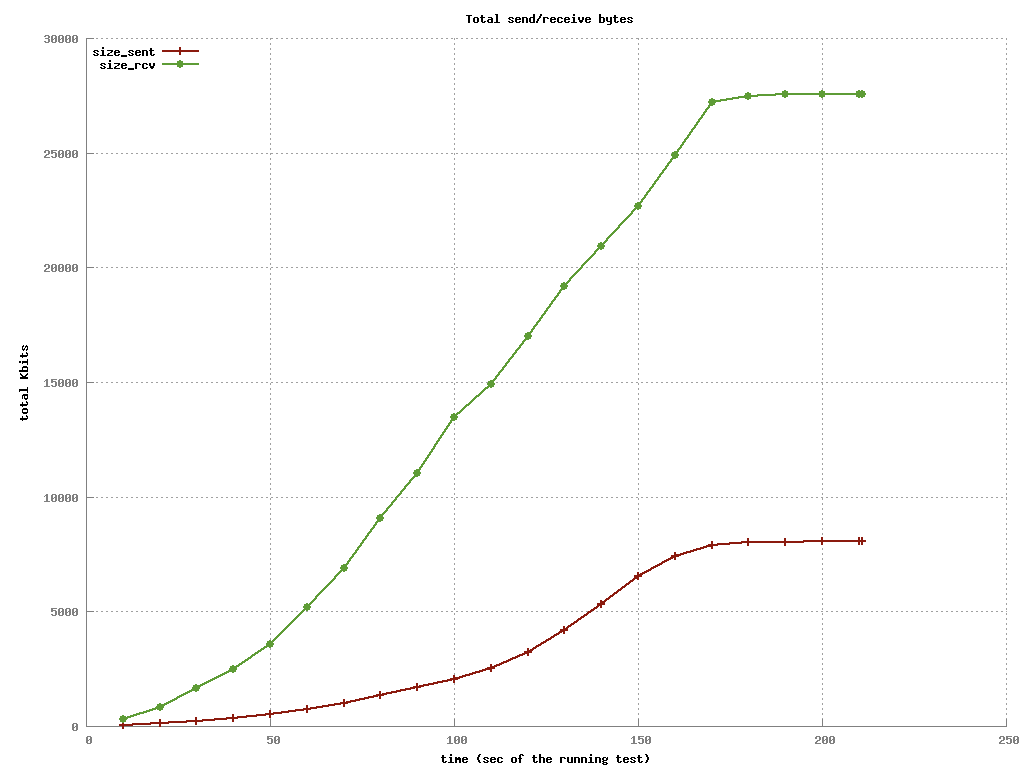 Total send/receive bytes
30000
size_sent
size_rcv
25000
20000
15000
total Kbits
10000
5000
0
0 50 100 150 200 250
time (sec of the running test)